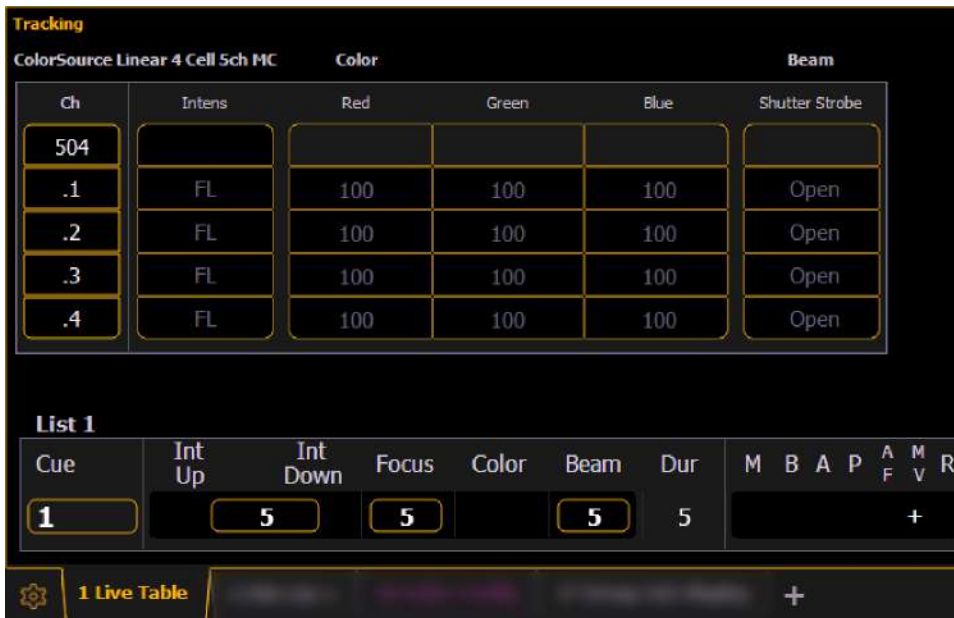 Tracking
ColorSource Linear 4 Cell 5ch MC Color Beam
Ch Intens Red Green Blue Shutter Strobe
504
.1 FL 100 100 100 Open
.2 FL 100 100 100 Open
.3 FL 100 100 100 Open
.4 FL 100 100 100 Open
List 1
Cue Int Up Int Down Focus Color Beam Dur M B A P AF MV R
1 5 5 5 5 +
1 Live Table +